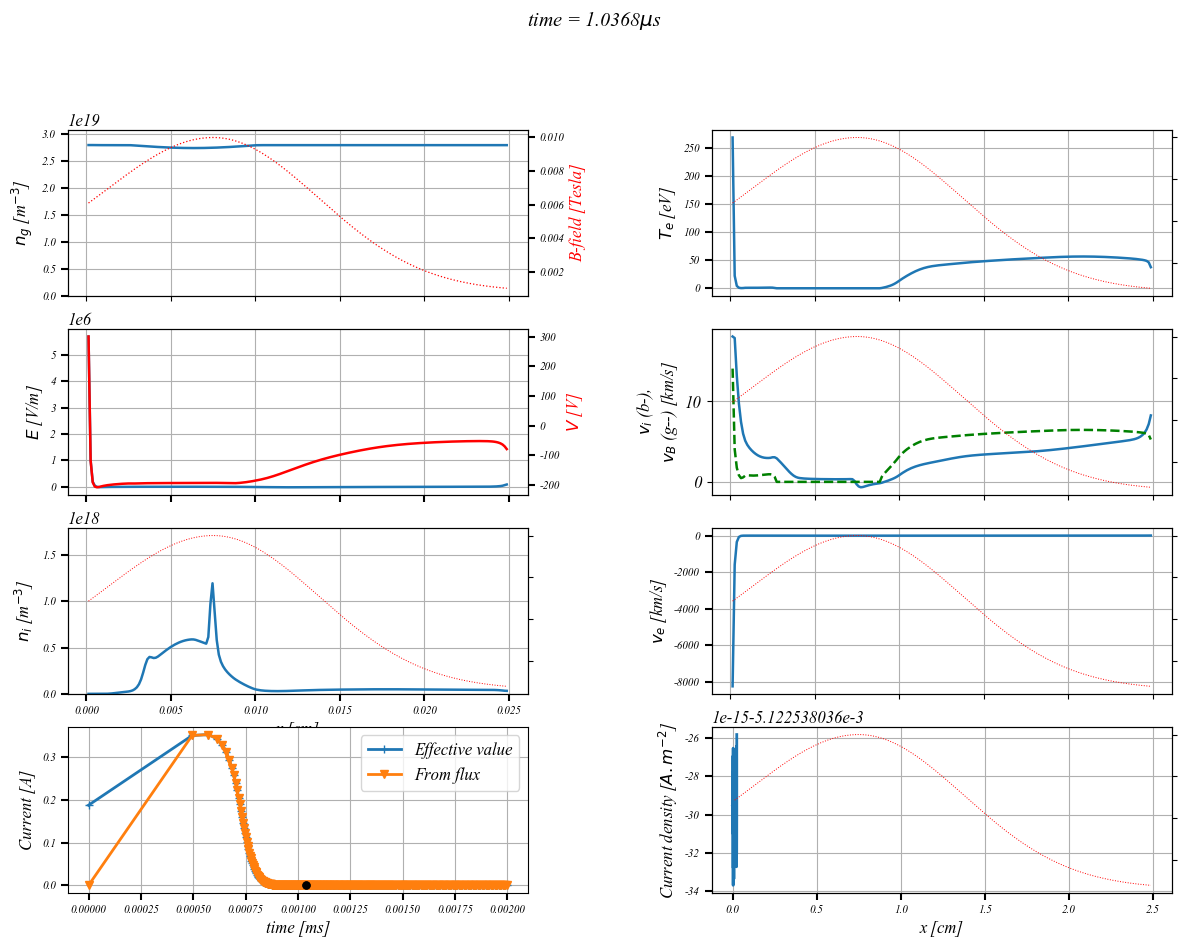 time = 1.0368μs
1e19
3.0
2.5
2.0
1.5
1.0
0.5
0.0
n_g [m^{-3}]
0.010
0.008
0.006
0.004
0.002
B-field [Tesla]
250
200
150
100
50
0
T_e [eV]
1e6
5
4
3
2
1
0
E [V/m]
300
200
100
0
-100
-200
V [V]
10
0
v_i (b-),
v_B (g--) [km/s]
1e18
1.5
1.0
0.5
0.0
n_i [m^{-3}]
0.000 0.005 0.010 0.015 0.020 0.025
0
-2000
-4000
-6000
-8000
v_e [km/s]
0.3
0.2
0.1
0.0
Current [A]
Effective value
From flux
0.00000 0.00025 0.00050 0.00075 0.00100 0.00125 0.00150 0.00175 0.00200
time [ms]
1e-15-5.122538036e-3
-26
-28
-30
-32
-34
Current density [A.m^{-2}]
0.0 0.5 1.0 1.5 2.0 2.5
x [cm]